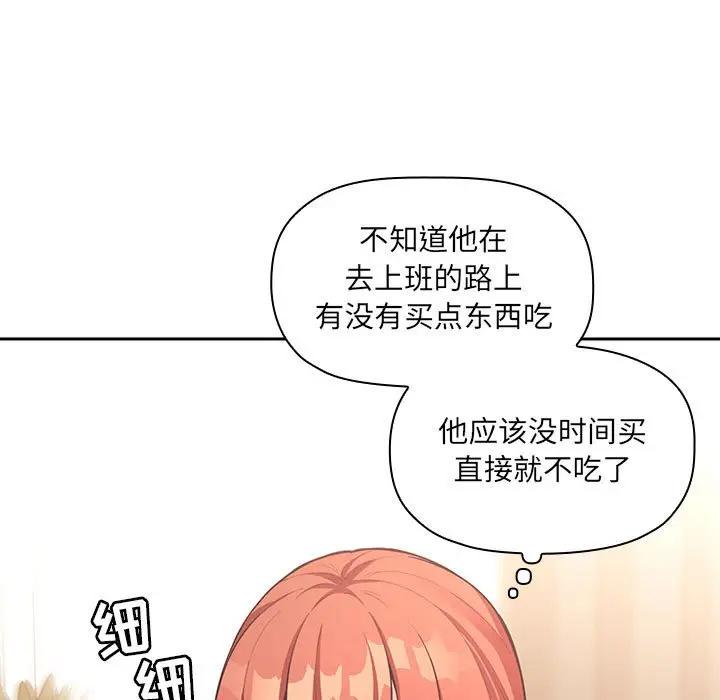 不知道他在
去上班的路上
有没有买点东西吃
他应该没时间买
直接就不吃了
细
细